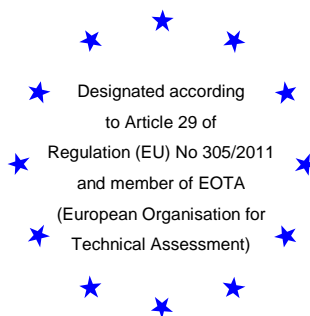 Designated according
to Article 29 of
Regulation (EU) No 305/2011
and member of EOTA
(European Organisation for
Technical Assessment)